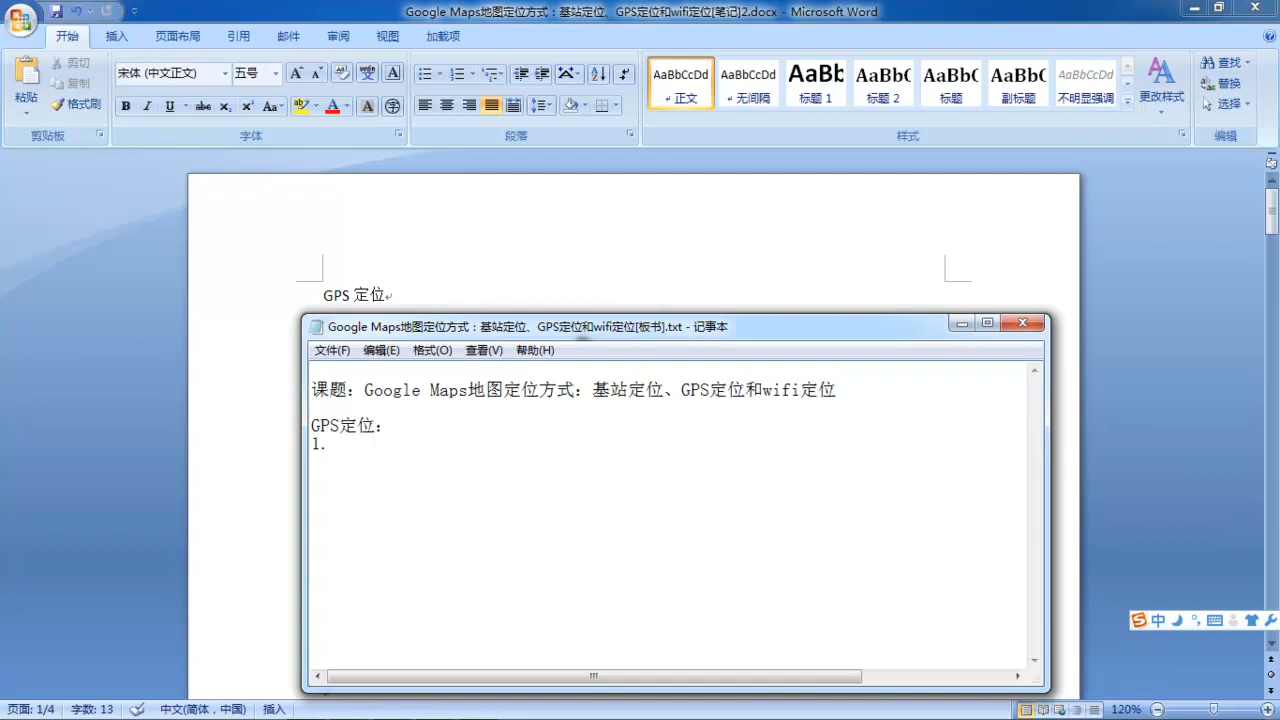 Google Maps地图定位方式：基站定位、GPS定位和wifi定位[笔记]2.docx - Microsoft Word
开始 插入 页面布局 引用 邮件 审阅 视图 加载项
粘贴 剪切 复制 格式刷
宋体 (中文正文) 五号
AaBbCcDd AaBbCcDd AaBb AaBbC AaBbC AaBbC AaBbCcDd
正文 无间隔 标题 1 标题 2 标题 副标题 不明显强调
更改样式
查找
替换
选择
剪贴板 字体 段落 样式 编辑
GPS 定位
Google Maps地图定位方式：基站定位、GPS定位和wifi定位[板书].txt - 记事本
文件(F) 编辑(E) 格式(O) 查看(V) 帮助(H)
课题：Google Maps地图定位方式：基站定位、GPS定位和wifi定位
GPS定位：
1.
中
页面: 1/4 字数: 13 中文(简体，中国) 插入 120%